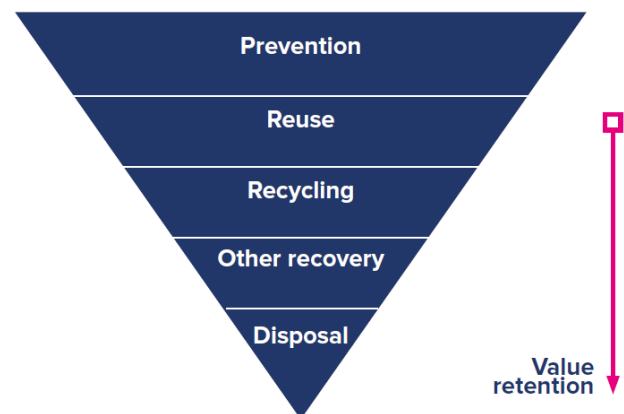 Prevention
Reuse
Recycling
Other recovery
Disposal
Value
retention